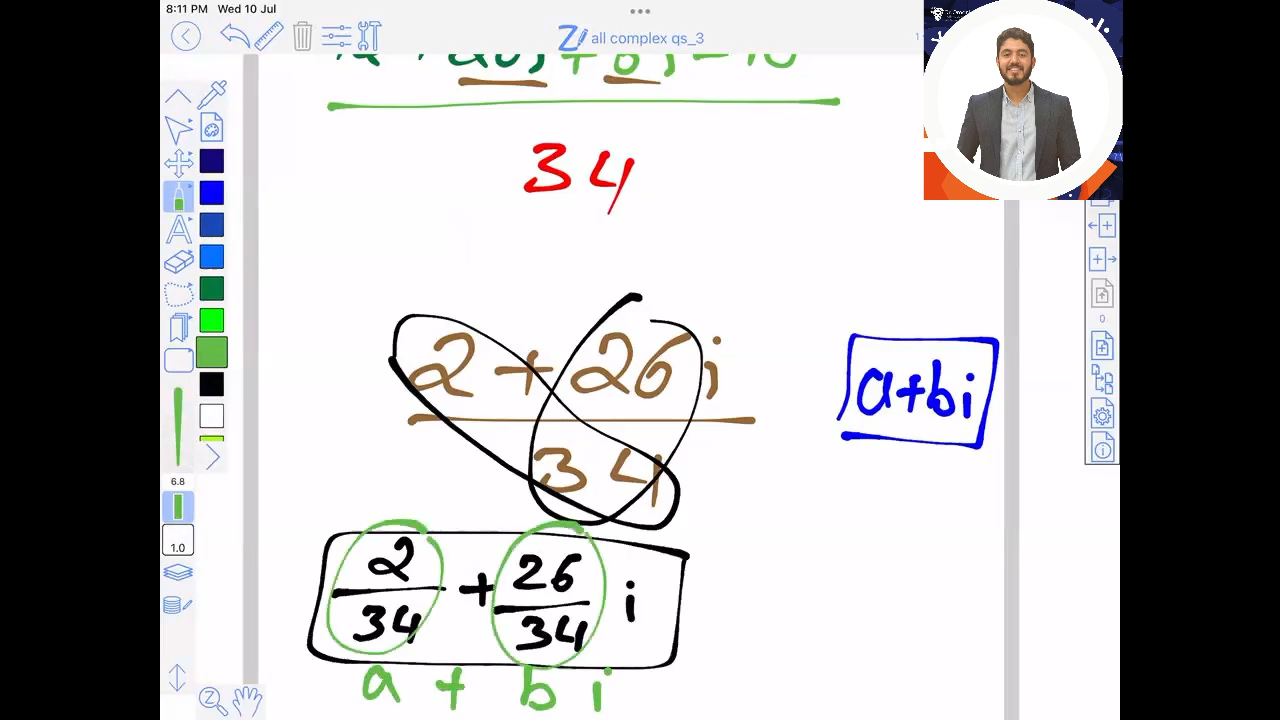 8:11 PM Wed 10 Jul
all complex qs_3
34
2 + 26i
34
a+bi
2 + 26 i
34 34
a + b i
6.8
1.0
0